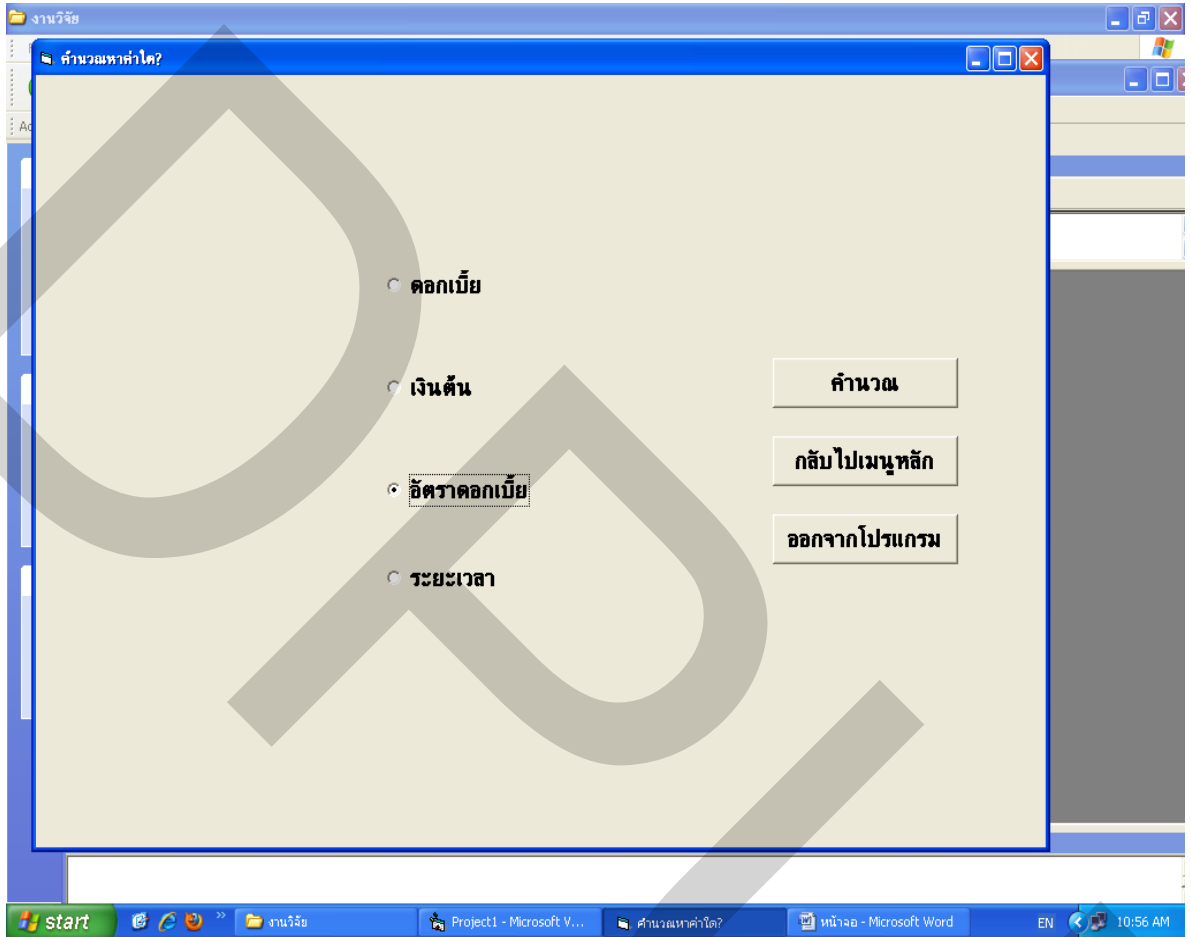 งานวิจัย
คำนวณหาค่าใด?
Ad
ดอกเบี้ย
เงินต้น
อัตราดอกเบี้ย
ระยะเวลา
คำนวณ
กลับไปเมนูหลัก
ออกจากโปรแกรม
start
งานวิจัย
Project1 - Microsoft V...
คำนวณหาค่าใด?
หน้าจอ - Microsoft Word
EN
10:56 AM